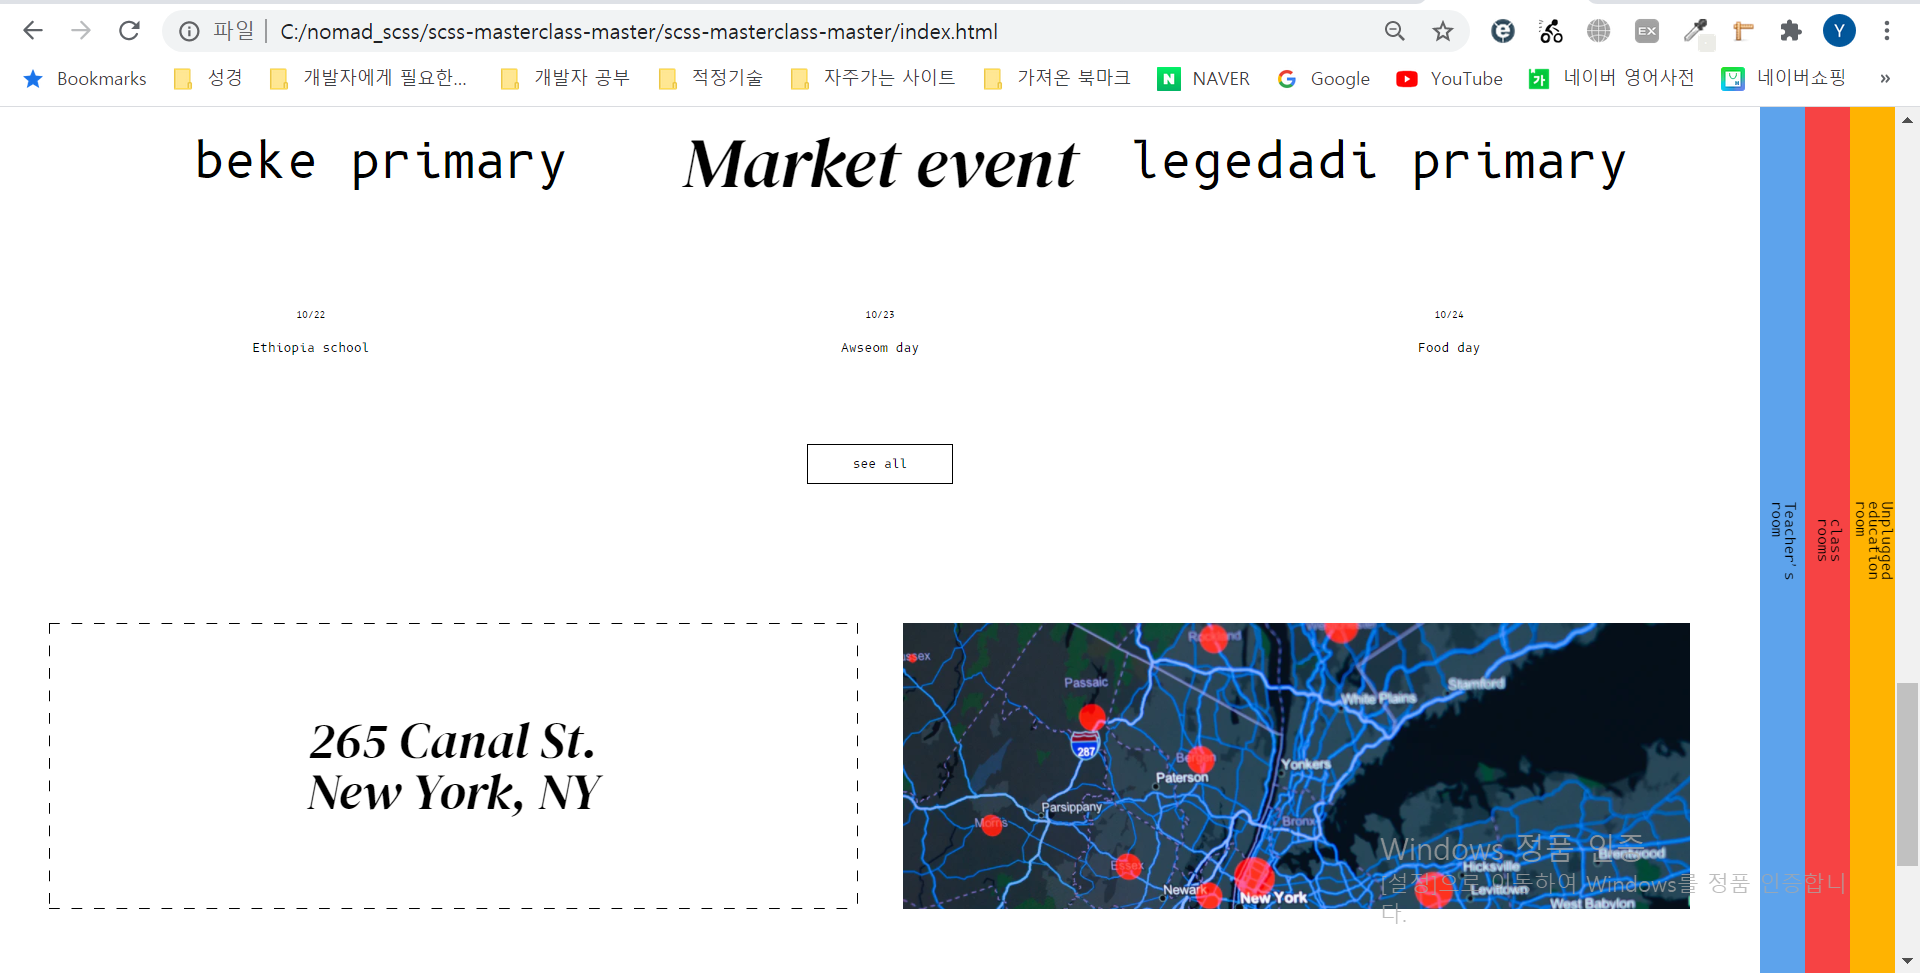 파일 C:/nomad_scss/scss-masterclass-master/scss-masterclass-master/index.html
EX
Y
Bookmarks 성경 개발자에게 필요한... 개발자 공부 적정기술 자주가는 사이트 가져온 북마크 N NAVER Google YouTube 가 네이버 영어사전 네이버쇼핑 »
beke primary Market event legedadi primary
10/22 10/23 10/24
Ethiopia school Awseom day Food day
see all
Teacher's
room
class
rooms
Unplugged
education
room
265 Canal St.
New York, NY
Rockland
Passaic
Stamford
White Plains
287
Bergen
Yonkers
Paterson
Parsippany
Morris
Bronx
Essex
Brentwood
Hicksville
Newark
Levittown
New York
West Babylon
Windows 정품 인증
[설정]으로 이동하여 Windows를 정품 인증합니
다.